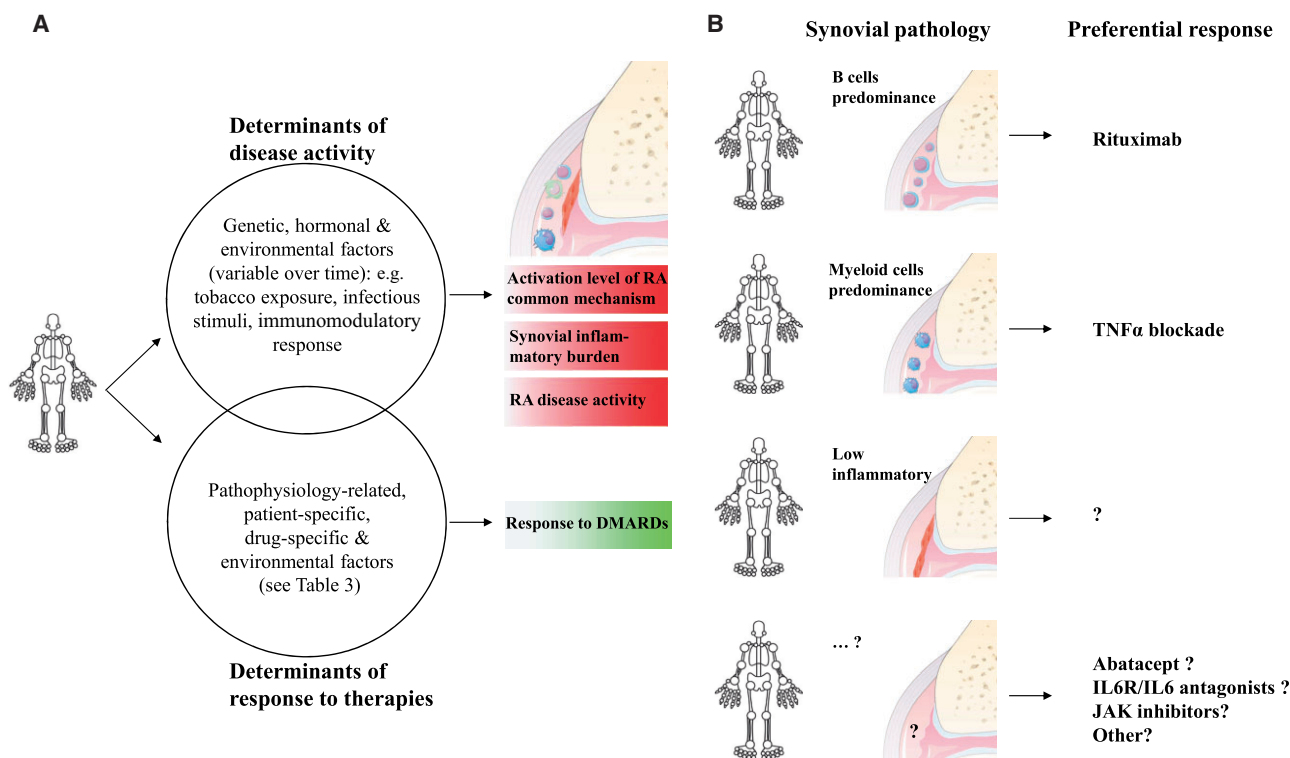 A
Determinants of
disease activity
Genetic, hormonal &
environmental factors
(variable over time): e.g.
tobacco exposure, infectious
stimuli, immunomodulatory
response
Activation level of RA
common mechanism
Synovial inflam-
matory burden
RA disease activity
Pathophysiology-related,
patient-specific,
drug-specific &
environmental factors
(see Table 3)
Response to DMARDs
Determinants of
response to therapies
B
Synovial pathology
Preferential response
B cells
predominance
Rituximab
Myeloid cells
predominance
TNFα blockade
Low
inflammatory
?
... ?
?
Abatacept ?
IL6R/IL6 antagonists ?
JAK inhibitors?
Other?